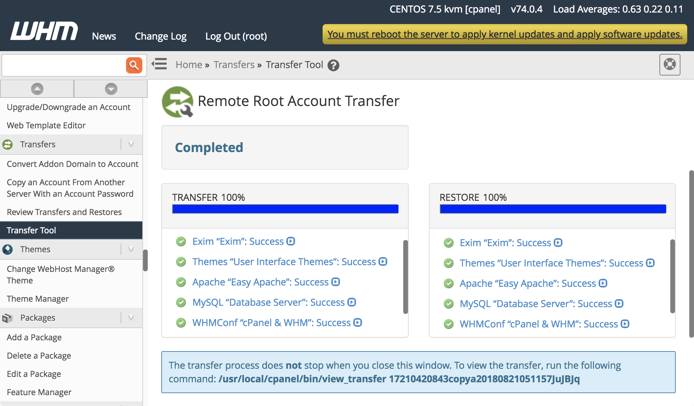 CENTOS 7.5 kvm [cpanel] v74.0.4 Load Averages: 0.63 0.22 0.11
WHM
News Change Log Log Out (root)
You must reboot the server to apply kernel updates and apply software updates.
Home » Transfers » Transfer Tool
Upgrade/Downgrade an Account
Web Template Editor
Transfers
Convert Addon Domain to Account
Copy an Account From Another
Server With an Account Password
Review Transfers and Restores
Transfer Tool
Themes
Change WebHost Manager®
Theme
Theme Manager
Packages
Add a Package
Delete a Package
Edit a Package
Feature Manager
Remote Root Account Transfer
Completed
TRANSFER 100%
Exim “Exim”: Success
Themes “User Interface Themes”: Success
Apache “Easy Apache”: Success
MySQL “Database Server”: Success
WHMConf “cPanel & WHM”: Success
RESTORE 100%
Exim “Exim”: Success
Themes “User Interface Themes”: Success
Apache “Easy Apache”: Success
MySQL “Database Server”: Success
WHMConf “cPanel & WHM”: Success
The transfer process does not stop when you close this window. To view the transfer, run the following
command: /usr/local/cpanel/bin/view_transfer 17210420843copya20180821051157JuJBJq